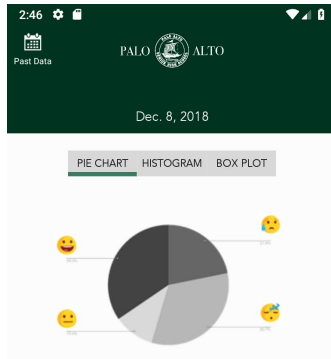 2:46
Past Data
PALO ALTO
Dec. 8, 2018
PIE CHART HISTOGRAM BOX PLOT